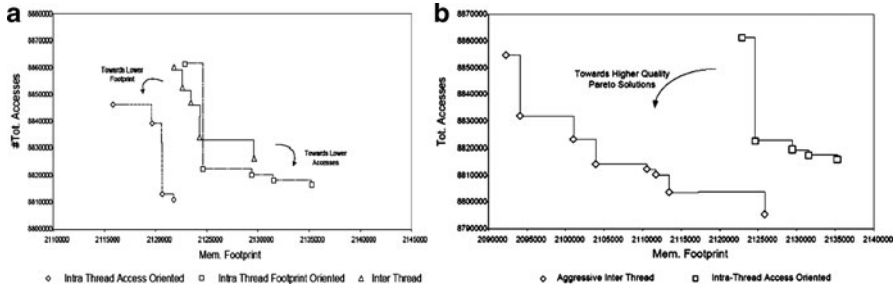 a
#Tot. Accesses
8880000
8870000
8860000
8850000
8840000
8830000
8820000
8810000
8800000
Towards Lower
Footprint
Towards Lower
Accesses
2110000 2115000 2120000 2125000 2130000 2135000 2140000 2145000
Mem. Footprint
Intra Thread Access Oriented Intra Thread Footprint Oriented Inter Thread
b
Tot. Accesses
8870000
8860000
8850000
8840000
8830000
8820000
8810000
8800000
8790000
Towards Higher Quality
Pareto Solutions
2090000 2095000 2100000 2105000 2110000 2115000 2120000 2125000 2130000 2135000 2140000
Mem. Footprint
Aggressive Inter Thread Intra-Thread Access Oriented